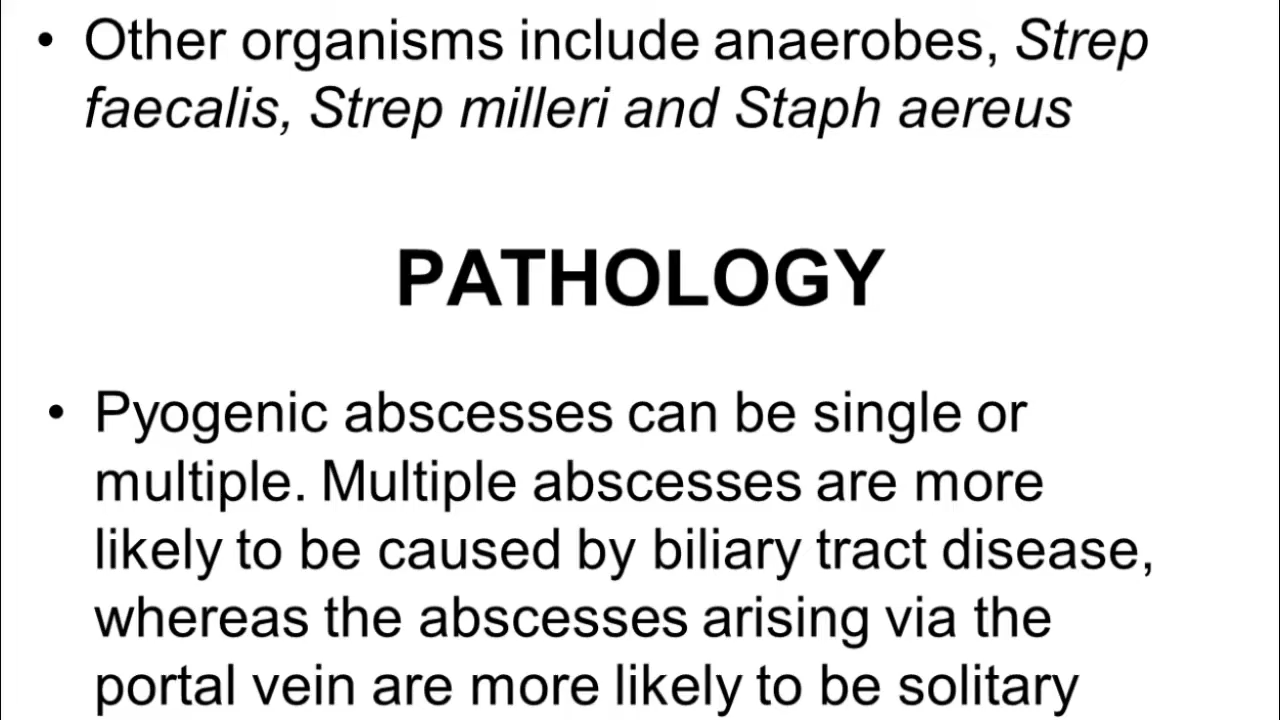 • Other organisms include anaerobes, Strep
faecalis, Strep milleri and Staph aereus
PATHOLOGY
• Pyogenic abscesses can be single or
multiple. Multiple abscesses are more
likely to be caused by biliary tract disease,
whereas the abscesses arising via the
portal vein are more likely to be solitary